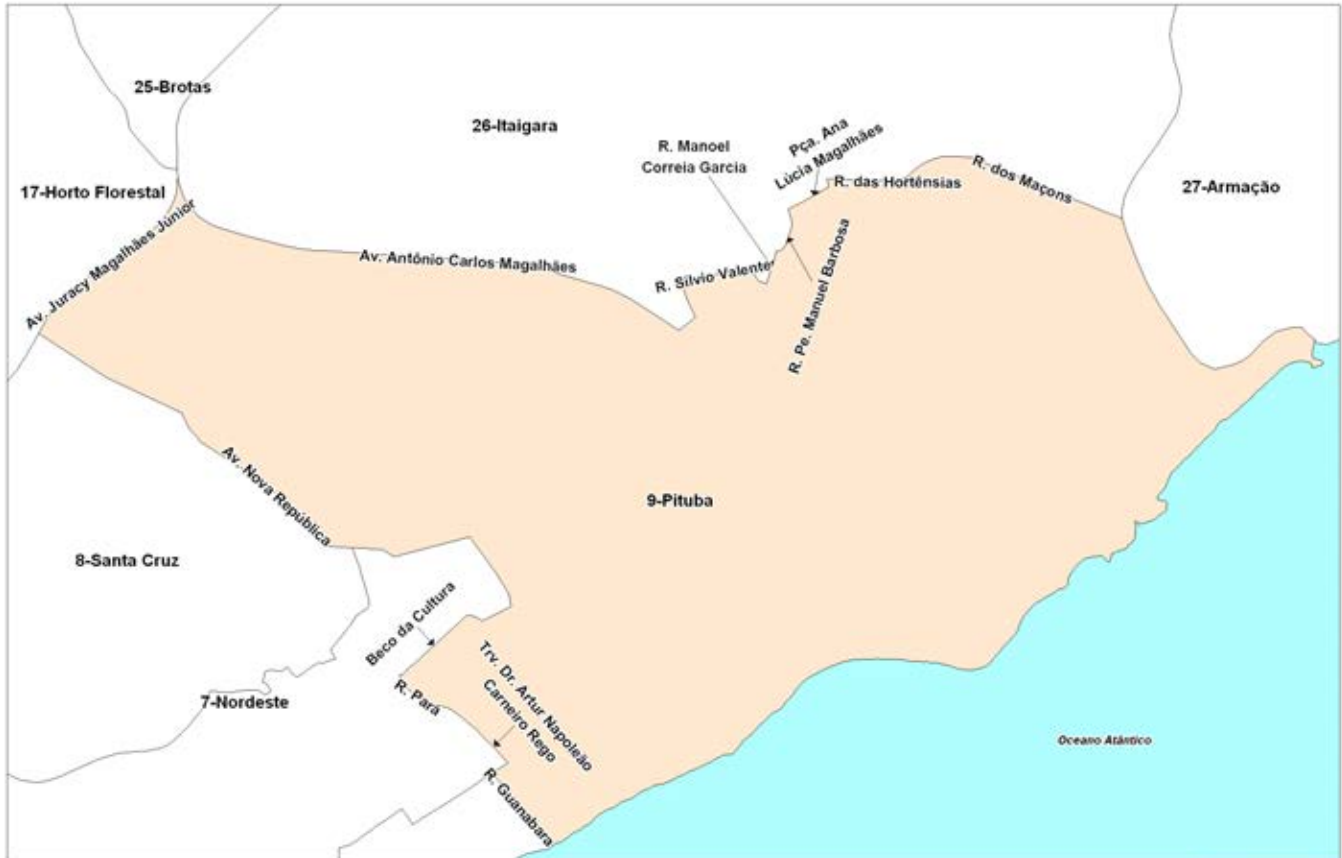 25-Brotas
26-Itaigara
Pça. Ana
Lúcia Magalhães
R. Manoel
Correia Garcia
R. dos Maçons
17-Horto Florestal
R. das Hortênsias
27-Armação
Av. Juracy Magalhães Júnior
Av. Antônio Carlos Magalhães
R. Silvio Valente
R. Pe. Manuel Barbosa
Av. Nova República
9-Pituba
8-Santa Cruz
Beco da Cultura
Trv. Dr. Artur Napoleão
Carneiro Rego
R. Pará
7-Nordeste
Oceano Atântico
R. Guanabara